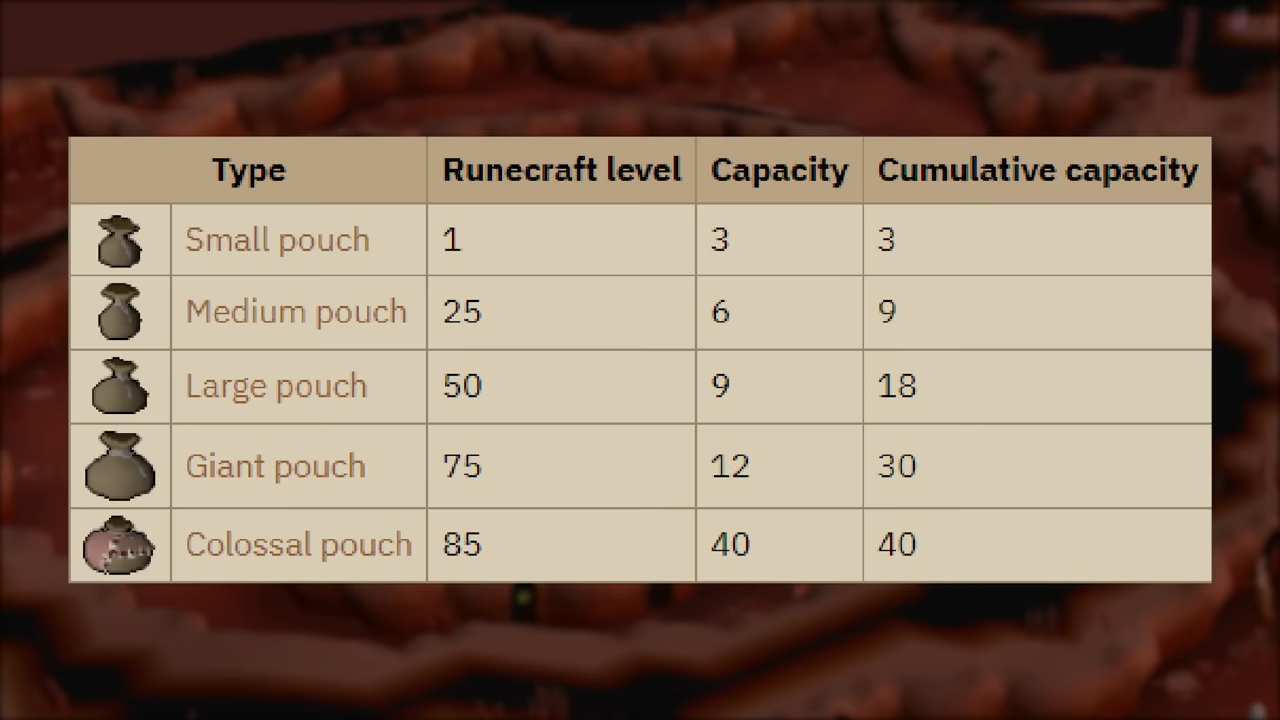 Type Runecraft level Capacity Cumulative capacity
Small pouch 1 3 3
Medium pouch 25 6 9
Large pouch 50 9 18
Giant pouch 75 12 30
Colossal pouch 85 40 40